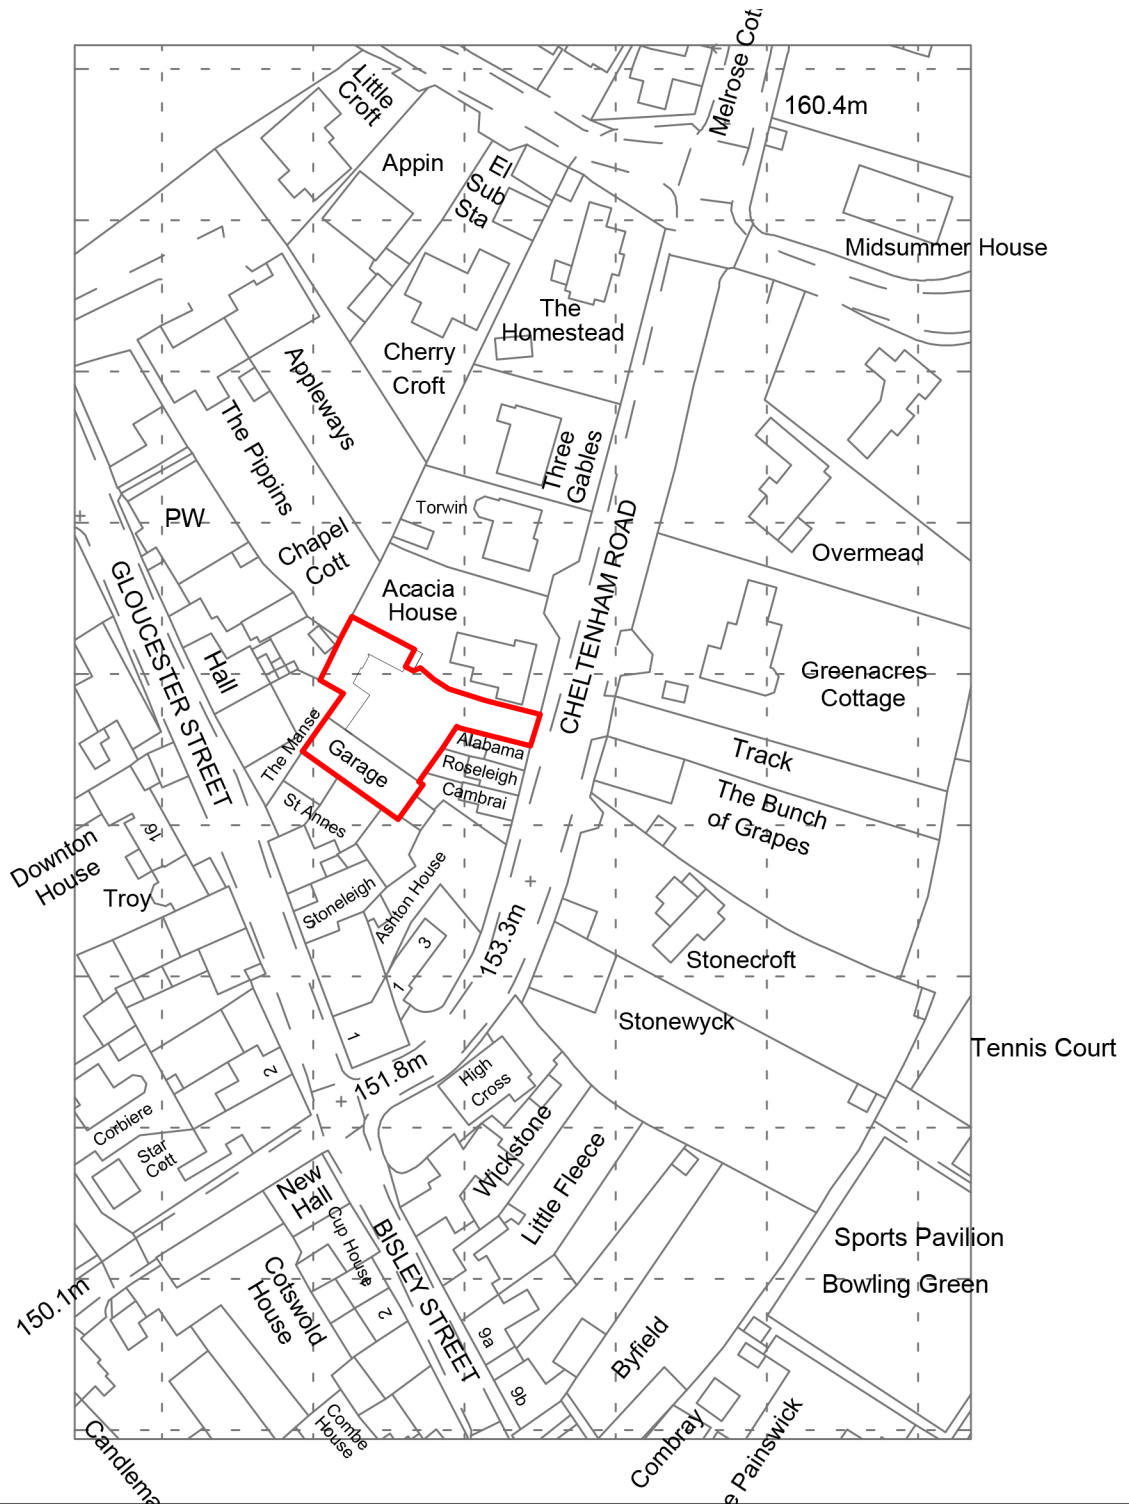 Melrose Cot
Little
Croft
160.4m
Appin
El
Sub
Sta
Midsummer House
The
Homestead
Cherry
Croft
Appleways
The Pippins
Three
Gables
Torwin
PW
Chapel
Cott
Overmead
GLOUCESTER STREET
CHELTENHAM ROAD
Acacia
House
Hall
Greenacres
Cottage
The Manse
Garage
Alabama
Roseleigh
Cambrai
Track
The Bunch
of Grapes
St Annes
16
Downton
House
Troy
Stoneleigh
Ashton House
3
1
153.3m
Stonecroft
Stonewyck
Tennis Court
1
2
151.8m
High
Cross
Corbiere
Star
Cott
Wickstone
Little Fleece
New
Hall
Cup House
BISLEY STREET
Sports Pavilion
Bowling Green
150.1m
Cotswold
House
2
9a
Byfield
9b
Combe
House
Combray
e Painswick
Candlema